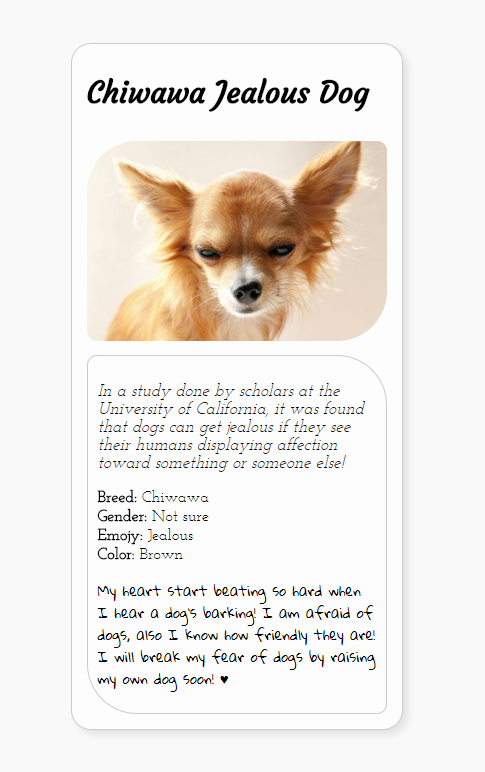 Chiwawa Jealous Dog
In a study done by scholars at the
University of California, it was found
that dogs can get jealous if they see
their humans displaying affection
toward something or someone else!
Breed: Chiwawa
Gender: Not sure
Emojy: Jealous
Color: Brown
My heart start beating so hard when
I hear a dog's barking! I am afraid of
dogs, also I know how friendly they are!
I will break my fear of dogs by raising
my own dog soon! ♥